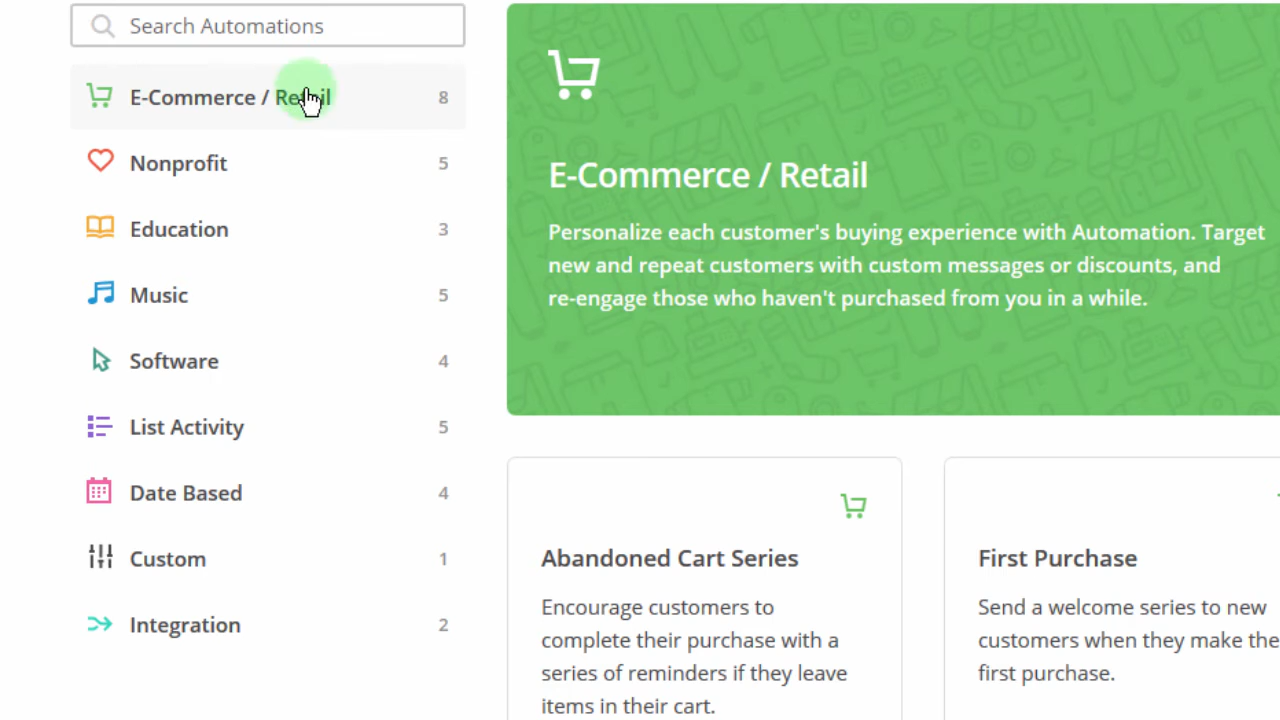 Search Automations
E-Commerce / Retail 8
Nonprofit 5
Education 3
Music 5
Software 4
List Activity 5
Date Based 4
Custom 1
Integration 2
E-Commerce / Retail
Personalize each customer's buying experience with Automation. Target
new and repeat customers with custom messages or discounts, and
re-engage those who haven't purchased from you in a while.
Abandoned Cart Series
Encourage customers to
complete their purchase with a
series of reminders if they leave
items in their cart.
First Purchase
Send a welcome series to new
customers when they make the
first purchase.